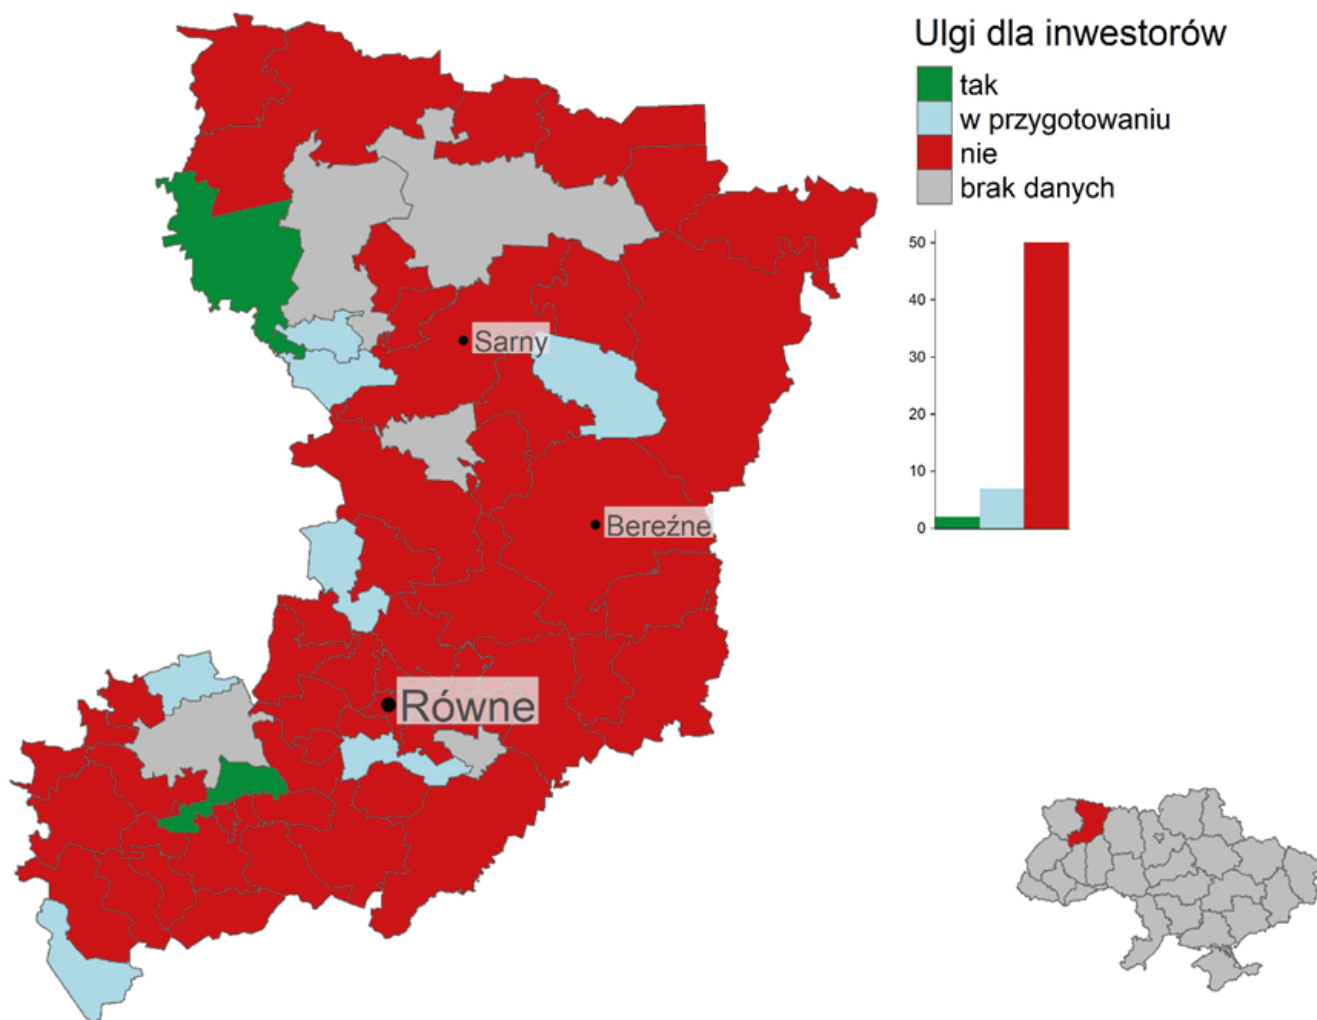 Ulgi dla inwestorów
tak
w przygotowaniu
nie
brak danych
50
40
30
20
10
0
Sarny
Bereźne
Równe